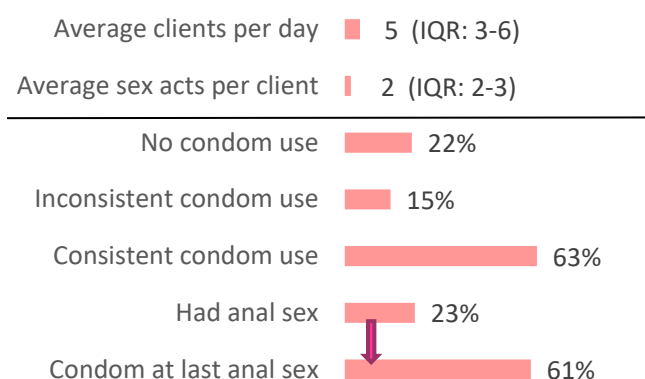 Average clients per day 5 (IQR: 3-6)
Average sex acts per client 2 (IQR: 2-3)
No condom use 22%
Inconsistent condom use 15%
Consistent condom use 63%
Had anal sex 23%
Condom at last anal sex 61%